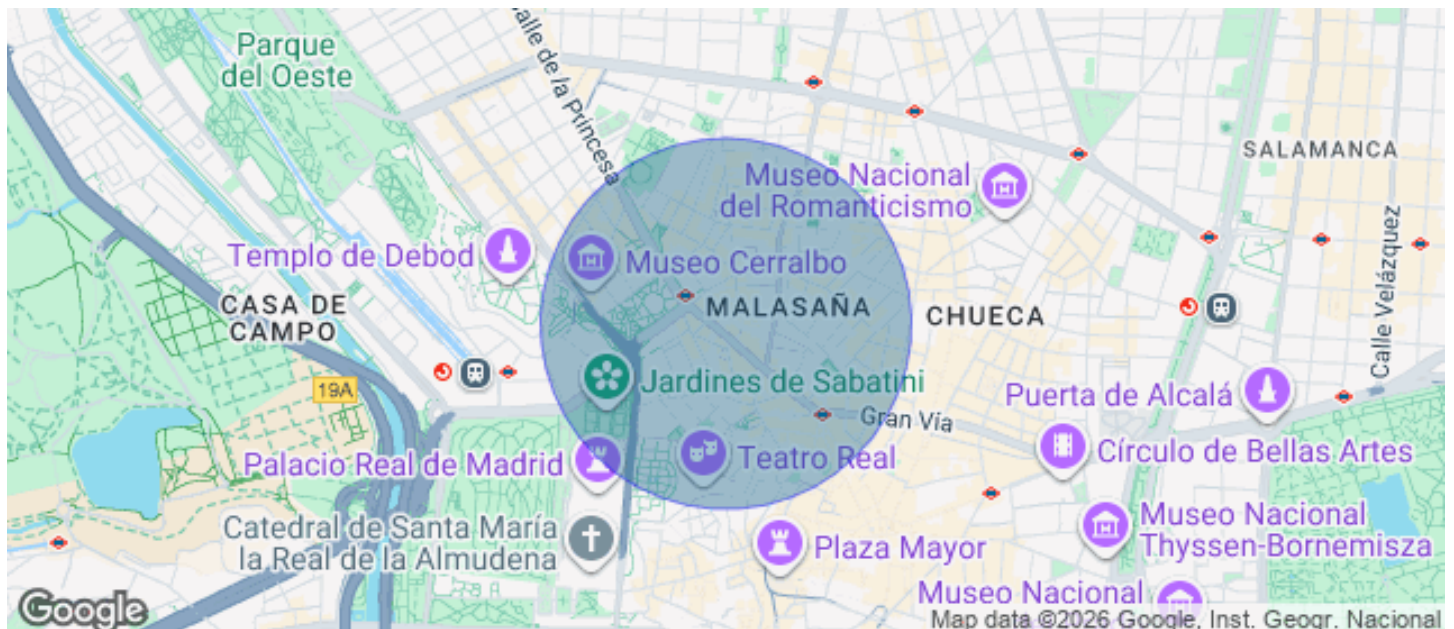 Parque
del Oeste
Calle de la Princesa
SALAMANCA
Museo Nacional
del Romanticismo
Calle Velázquez
Templo de Debod
Museo Cerralbo
CASA DE
CAMPO
MALASAÑA
CHUECA
19A
Jardines de Sabatini
Gran Vía
Puerta de Alcalá
Palacio Real de Madrid
Teatro Real
Círculo de Bellas Artes
Catedral de Santa María
la Real de la Almudena
Plaza Mayor
Museo Nacional
Thyssen-Bornemisza
Museo Nacional
Google
Map data ©2026 Google, Inst. Geogr. Nacional